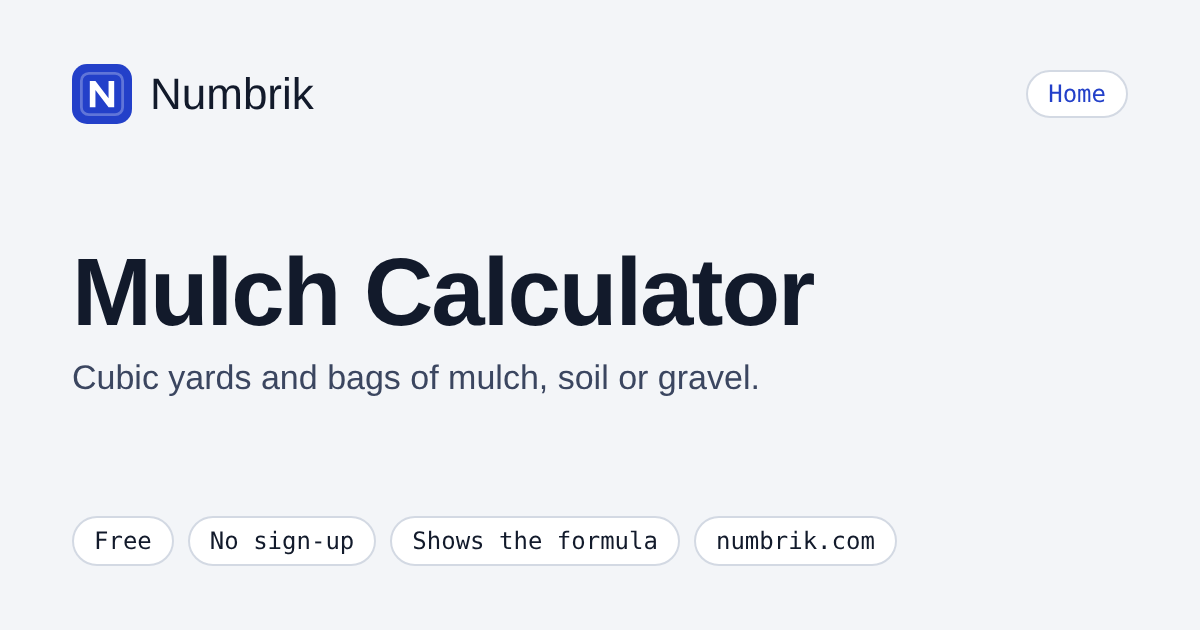 N Numbrik
Home
Mulch Calculator
Cubic yards and bags of mulch, soil or gravel.
Free
No sign-up
Shows the formula
numbrik.com